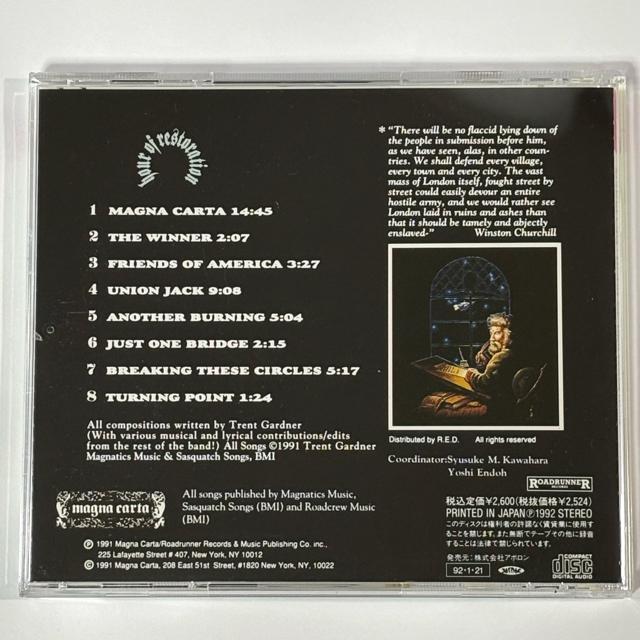 hour of restoration
1 MAGNA CARTA 14:45
2 THE WINNER 2:07
3 FRIENDS OF AMERICA 3:27
4 UNION JACK 9:08
5 ANOTHER BURNING 5:04
6 JUST ONE BRIDGE 2:15
7 BREAKING THESE CIRCLES 5:17
8 TURNING POINT 1:24
All compositions written by Trent Gardner
(With various musical and lyrical contributions/edits
from the rest of the band!) All Songs ©1991 Trent Gardner
Magnatics Music & Sasquatch Songs, BMI
magna carta
All songs published by Magnatics Music,
Sasquatch Songs (BMI) and Roadcrew Music
(BMI)
Ⓟ 1991 Magna Carta/Roadrunner Records & Music Publishing Co. inc.,
225 Lafayette Street # 407, New York, NY 10012
© 1991 Magna Carta, 208 East 51st Street, #1820 New York, NY 10022
* "There will be no flaccid lying down of
the people in submission before him,
as we have seen, alas, in other coun-
tries. We shall defend every village,
every town and every city. The vast
mass of London itself, fought street by
street could easily devour an entire
hostile army, and we would rather see
London laid in ruins and ashes than
that it should be tamely and abjectly
enslaved-" Winston Churchill
Distributed by R.E.D. All rights reserved
Coordinator:Syusuke M. Kawahara
Yoshi Endoh
ROADRUNNER
RECORDS
税込定価¥2,600(税抜価格¥2,524)
PRINTED IN JAPANⓅ1992 STEREO
このディスクは権利者の許諾なく賃貸業に使用す
ることを禁じます。また無断でテープその他に録音
することは法律で禁じられています。
発売元:株式会社アポロン
92・1・21
COMPACT
disc
DIGITAL AUDIO